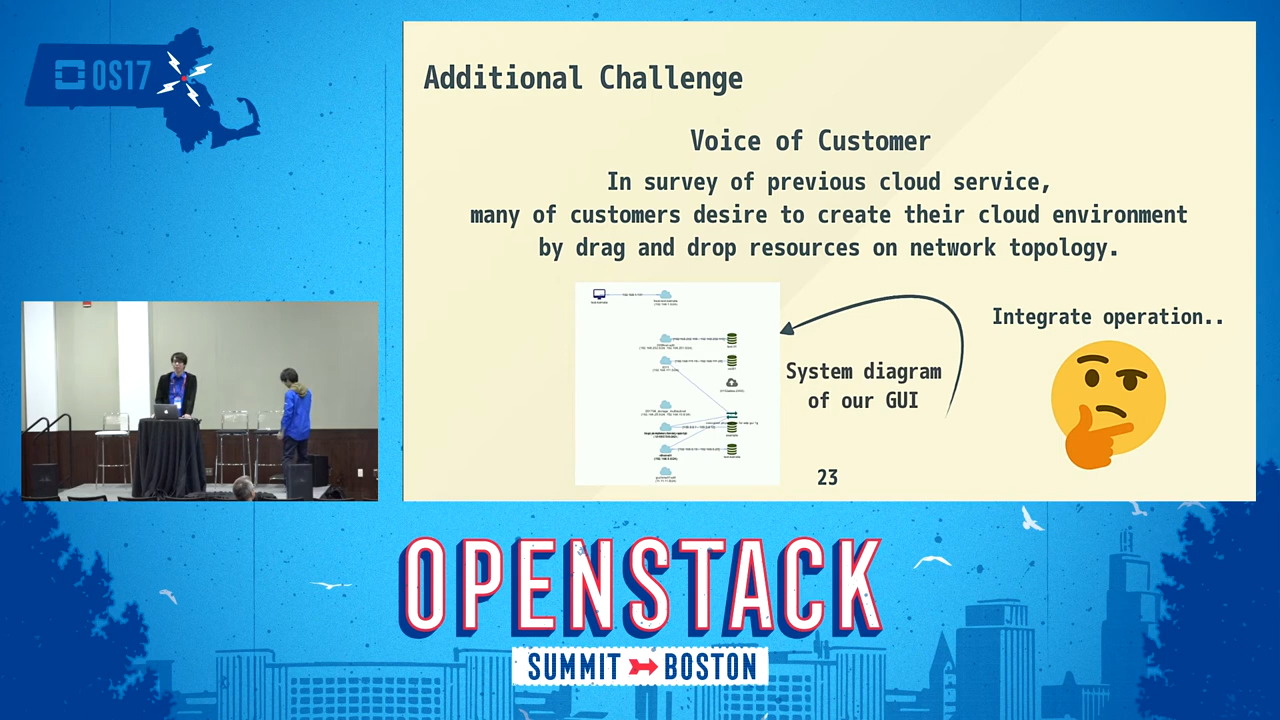 OS17
Additional Challenge
Voice of Customer
In survey of previous cloud service,
many of customers desire to create their cloud environment
by drag and drop resources on network topology.
Integrate operation..
System diagram
of our GUI
23
OPENSTACK
SUMMIT BOSTON